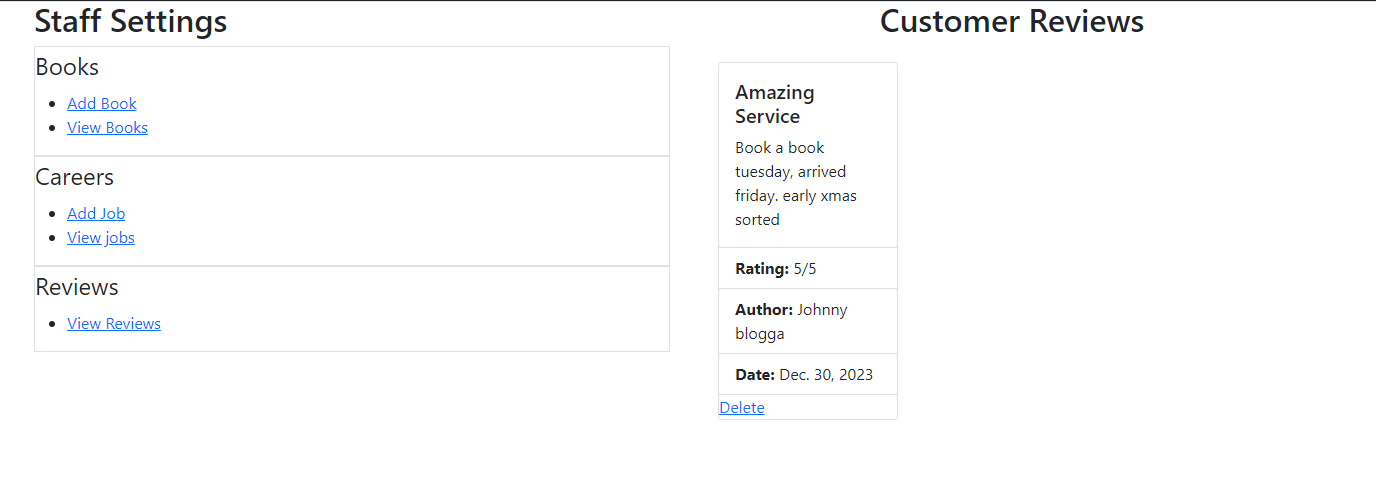 Staff Settings
Books
Add Book
View Books
Careers
Add Job
View jobs
Reviews
View Reviews
Customer Reviews
Amazing
Service
Book a book
tuesday, arrived
friday. early xmas
sorted
Rating: 5/5
Author: Johnny
blogga
Date: Dec. 30, 2023
Delete